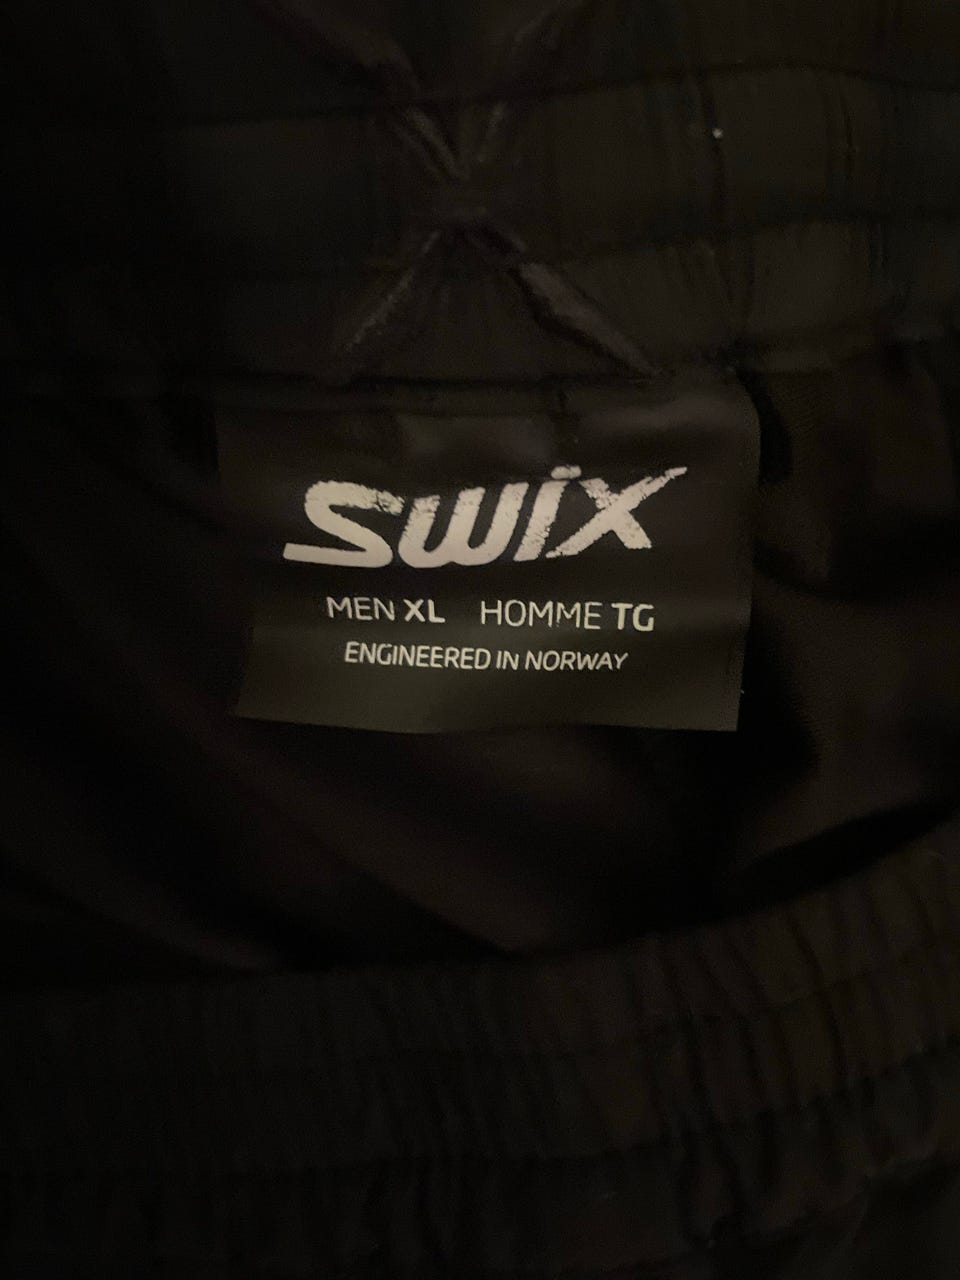 SWIX
MEN XL HOMME TG
ENGINEERED IN NORWAY